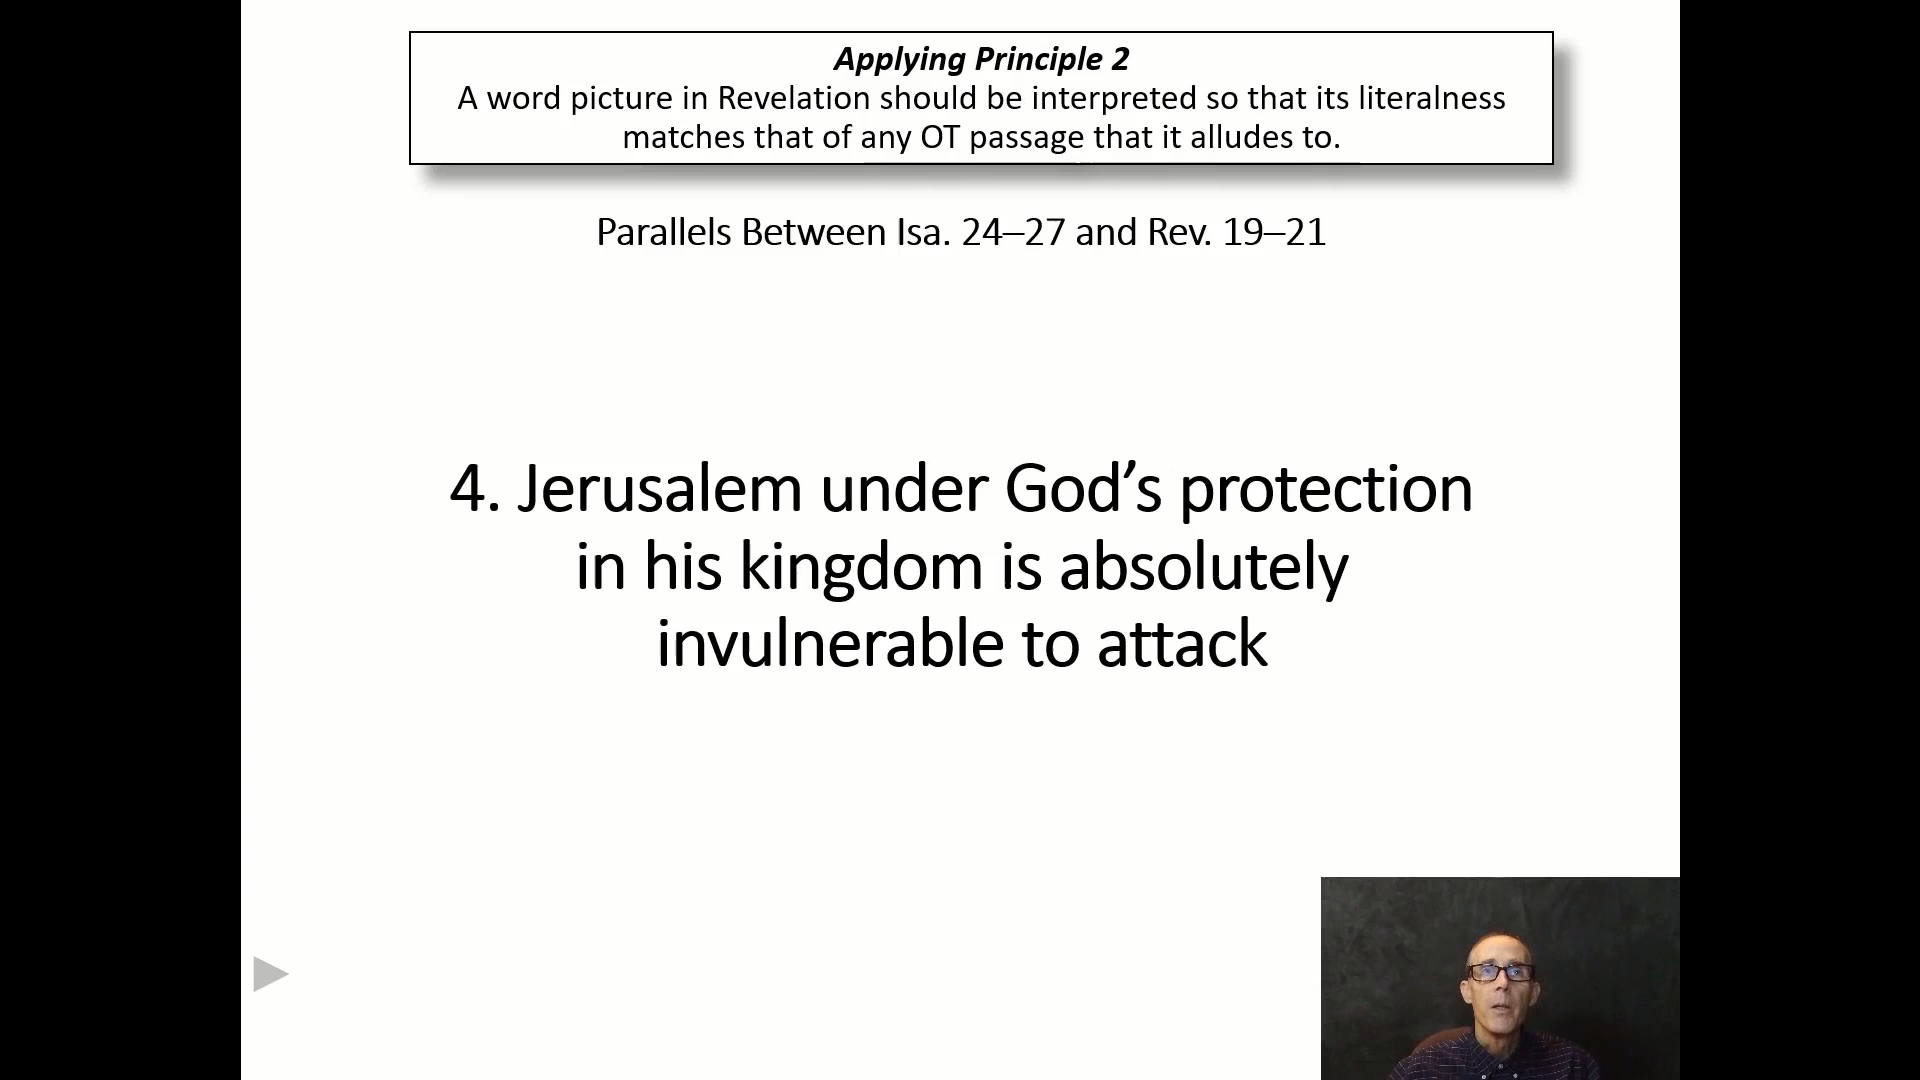 Applying Principle 2
A word picture in Revelation should be interpreted so that its literalness
matches that of any OT passage that it alludes to.
Parallels Between Isa. 24–27 and Rev. 19–21
4. Jerusalem under God’s protection
in his kingdom is absolutely
invulnerable to attack